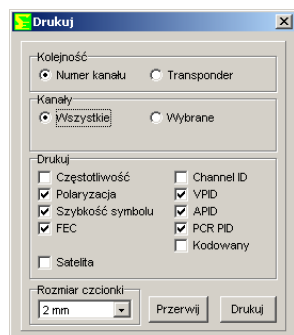 Drukuj
Kolejność
Numer kanału Transponder
Kanały
Wszystkie Wybrane
Drukuj
Częstotliwość Channel ID
Polaryzacja VPID
Szybkość symbolu APID
FEC PCR PID
Kodowany
Satelita
Rozmiar czcionki
2 mm Przerwij Drukuj